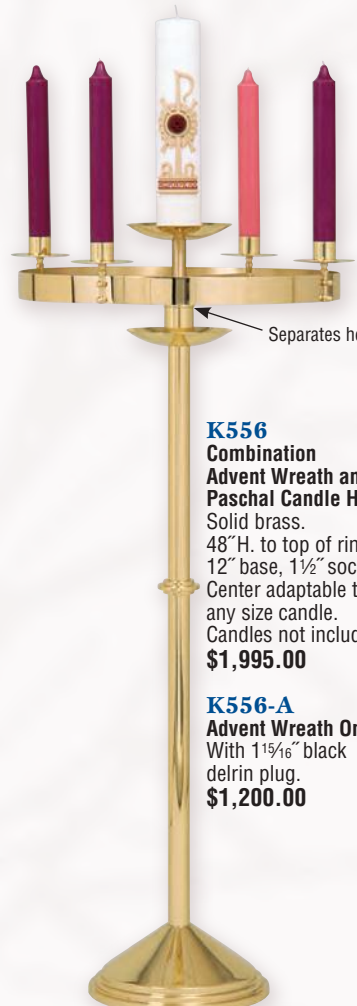 Separates he
K556
Combination
Advent Wreath an
Paschal Candle H
Solid brass.
48˝H. to top of rin
12˝ base, 1½˝ soc
Center adaptable t
any size candle.
Candles not includ
$1,995.00
K556-A
Advent Wreath On
With 1¹⁵⁄₁₆˝ black
delrin plug.
$1,200.00